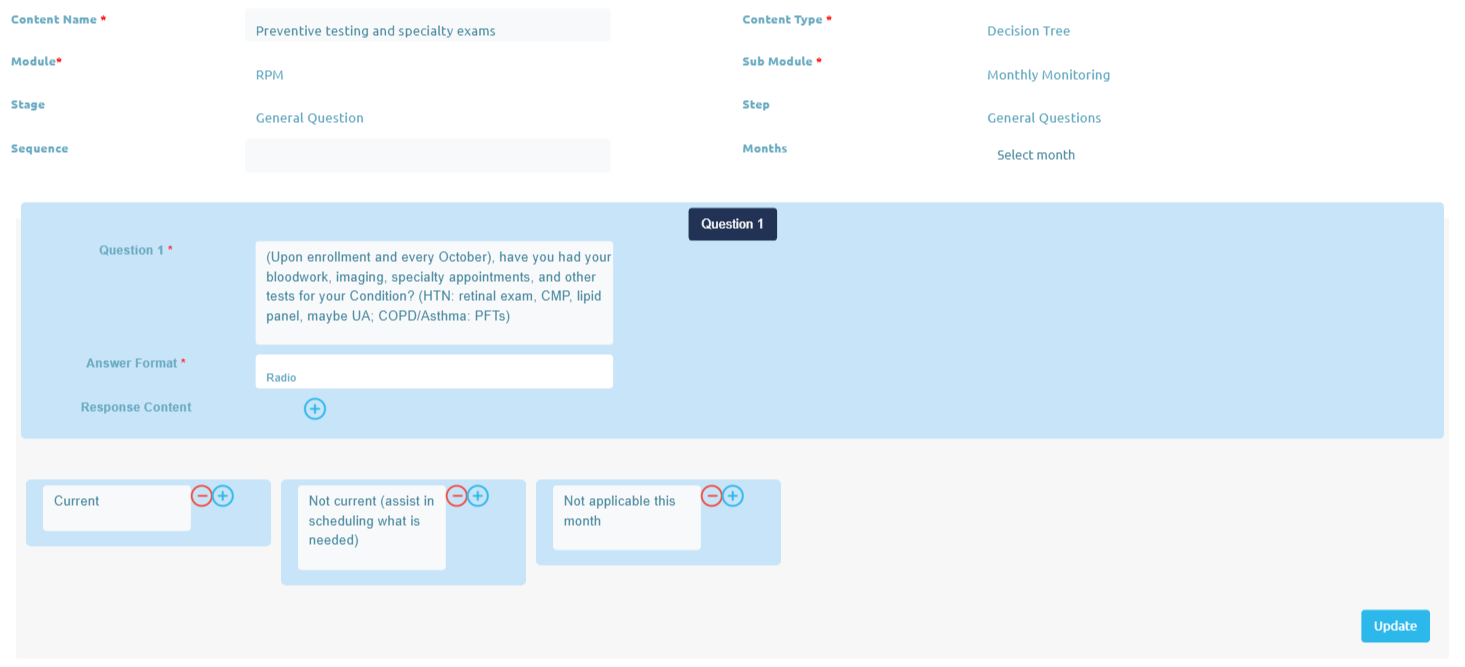 Content Name *
Preventive testing and specialty exams
Content Type *
Decision Tree
Module*
RPM
Sub Module *
Monthly Monitoring
Stage
General Question
Step
General Questions
Sequence
Months
Select month
Question 1
Question 1 *
(Upon enrollment and every October), have you had your
bloodwork, imaging, specialty appointments, and other
tests for your Condition? (HTN: retinal exam, CMP, lipid
panel, maybe UA; COPD/Asthma: PFTs)
Answer Format *
Radio
Response Content
Current
Not current (assist in
scheduling what is
needed)
Not applicable this
month
Update